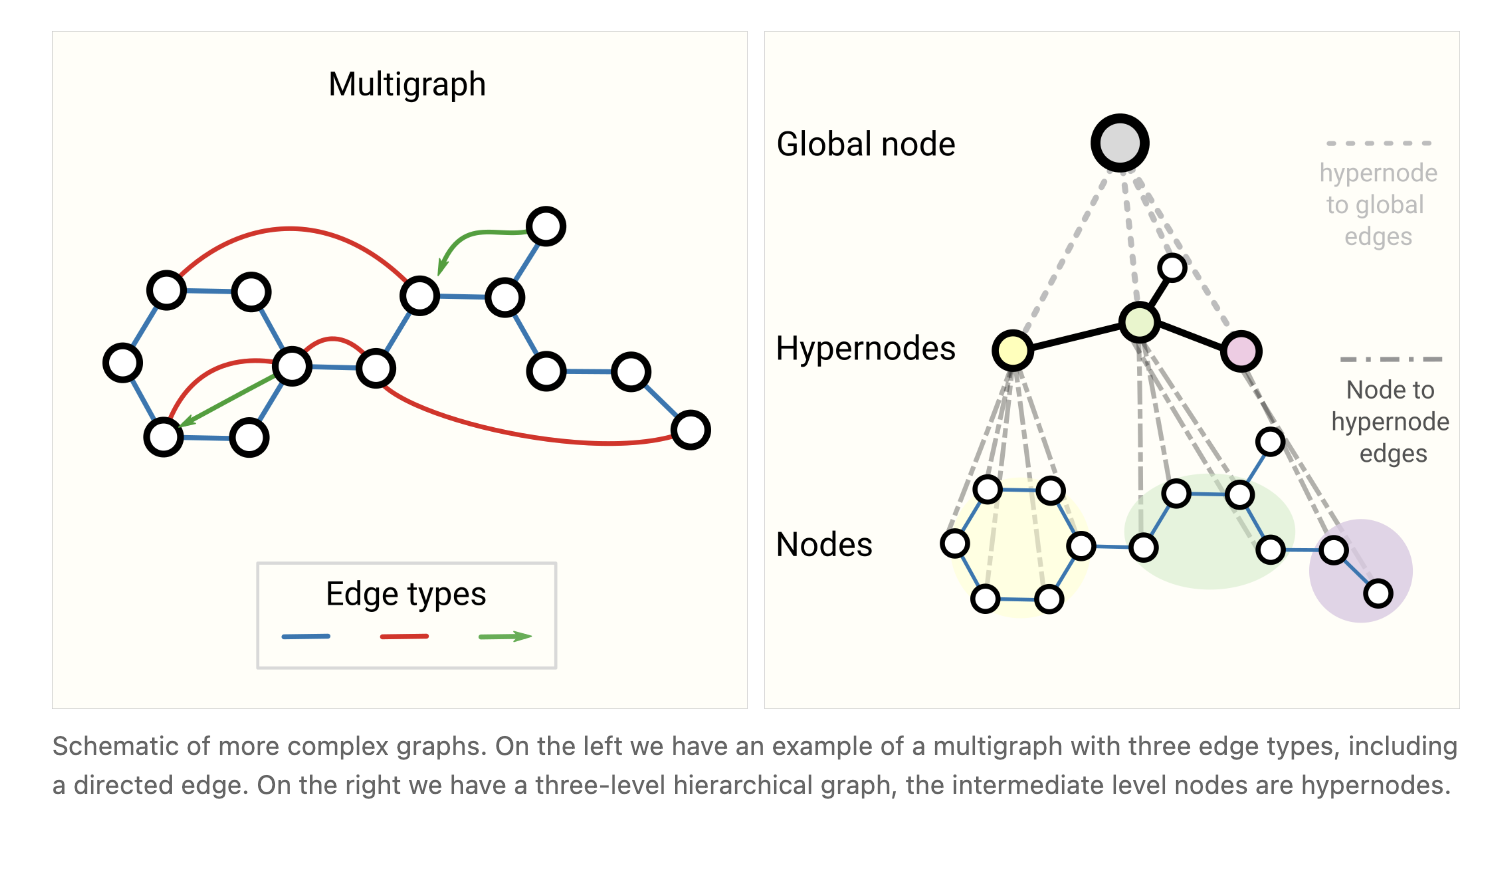 Multigraph
Edge types
Global node
hypernode
to global
edges
Hypernodes
Node to
hypernode
edges
Nodes
Schematic of more complex graphs. On the left we have an example of a multigraph with three edge types, including
a directed edge. On the right we have a three-level hierarchical graph, the intermediate level nodes are hypernodes.